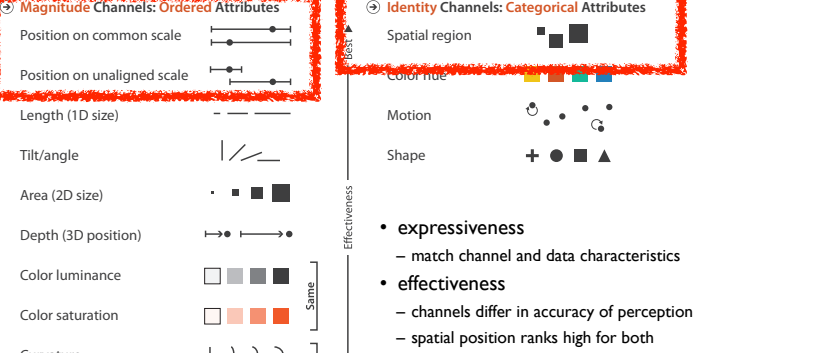 Magnitude Channels: Ordered Attributes
Position on common scale
Position on unaligned scale
Length (1D size)
Tilt/angle
Area (2D size)
Depth (3D position)
Color luminance
Color saturation
Curvature
Same
Best
Effectiveness
Identity Channels: Categorical Attributes
Spatial region
Color hue
Motion
Shape
• expressiveness
– match channel and data characteristics
• effectiveness
– channels differ in accuracy of perception
– spatial position ranks high for both